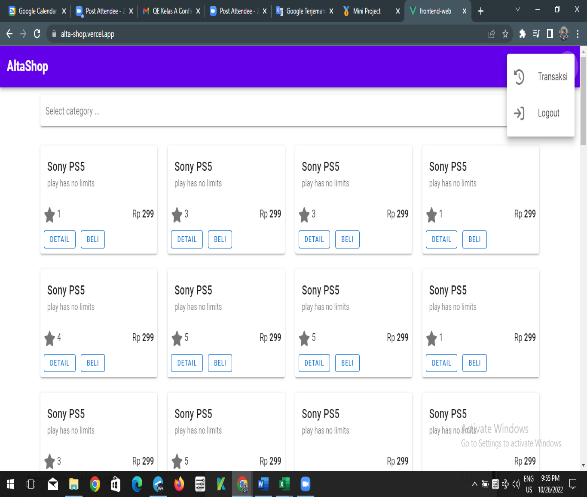 Google Calendar
Post Attendee - Z
QE Kelas A Confi
Post Attendee - Z
Google Terjemah
Mini Project
frontend-web
alta-shop.vercel.app
AltaShop
Transaksi
Logout
Select category ...
Sony PS5 Sony PS5 Sony PS5 Sony PS5
play has no limits play has no limits play has no limits play has no limits
1 Rp 299 3 Rp 299 3 Rp 299 1 Rp 299
DETAIL BELI DETAIL BELI DETAIL BELI DETAIL BELI
Sony PS5 Sony PS5 Sony PS5 Sony PS5
play has no limits play has no limits play has no limits play has no limits
4 Rp 299 5 Rp 299 5 Rp 299 1 Rp 299
DETAIL BELI DETAIL BELI DETAIL BELI DETAIL BELI
Sony PS5 Sony PS5 Sony PS5 Sony PS5
play has no limits play has no limits play has no limits play has no limits
Activate Windows
Go to Settings to activate Windows.
3 Rp 299 5 Rp 299 Rp 299 Rp 299
ENG 9:55 PM
US 10/26/2022